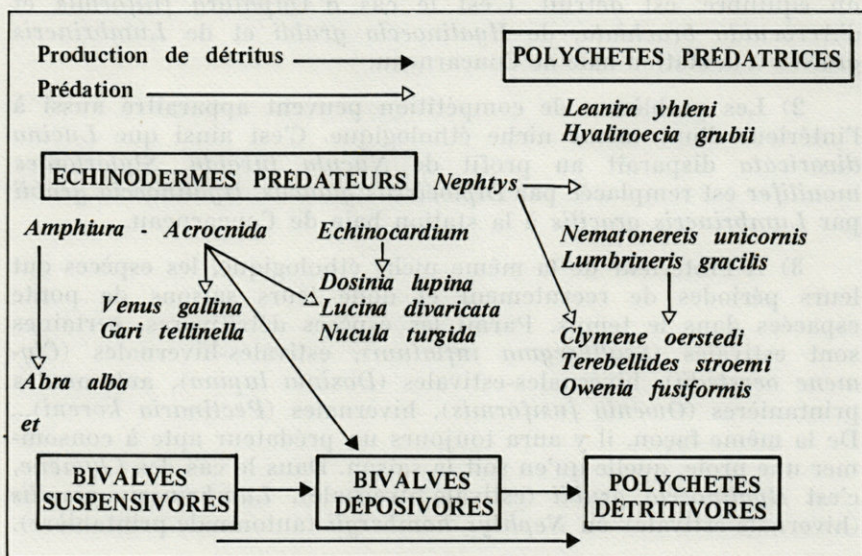 Production de détritus
POLYCHETES PRÉDATRICES
Prédation
Leanira yhleni
Hyalinoecia grubii
ECHINODERMES PRÉDATEURS
Nephtys
Amphiura - Acrocnida
Echinocardium
Nematonereis unicornis
Lumbrineris gracilis
Dosinia lupina
Lucina divaricata
Nucula turgida
Venus gallina
Gari tellinella
Clymene oerstedi
Terebellides stroemi
Owenia fusiformis
Abra alba
et
BIVALVES
SUSPENSIVORES
BIVALVES
DÉPOSIVORES
POLYCHETES
DÉTRITIVORES